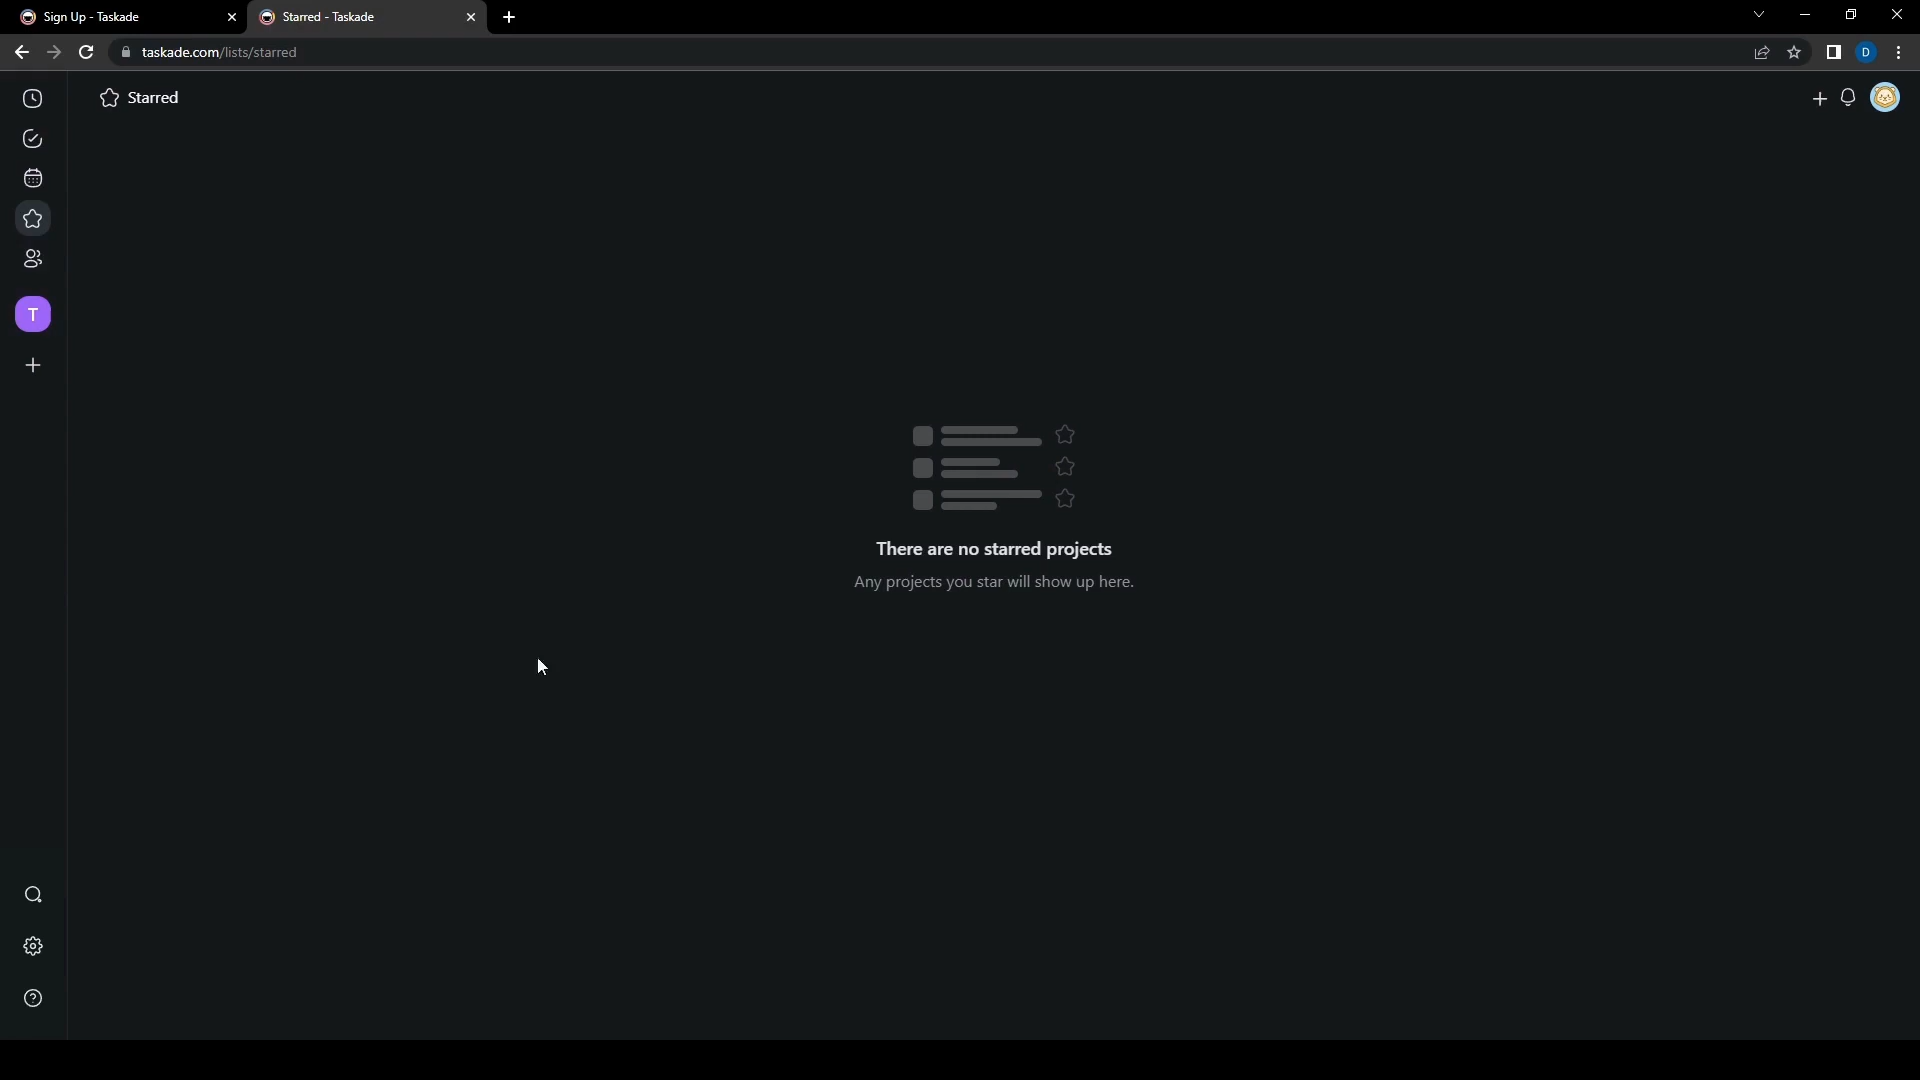 Sign Up - Taskade
Starred - Taskade
taskade.com/lists/starred
D
Starred
T
There are no starred projects
Any projects you star will show up here.